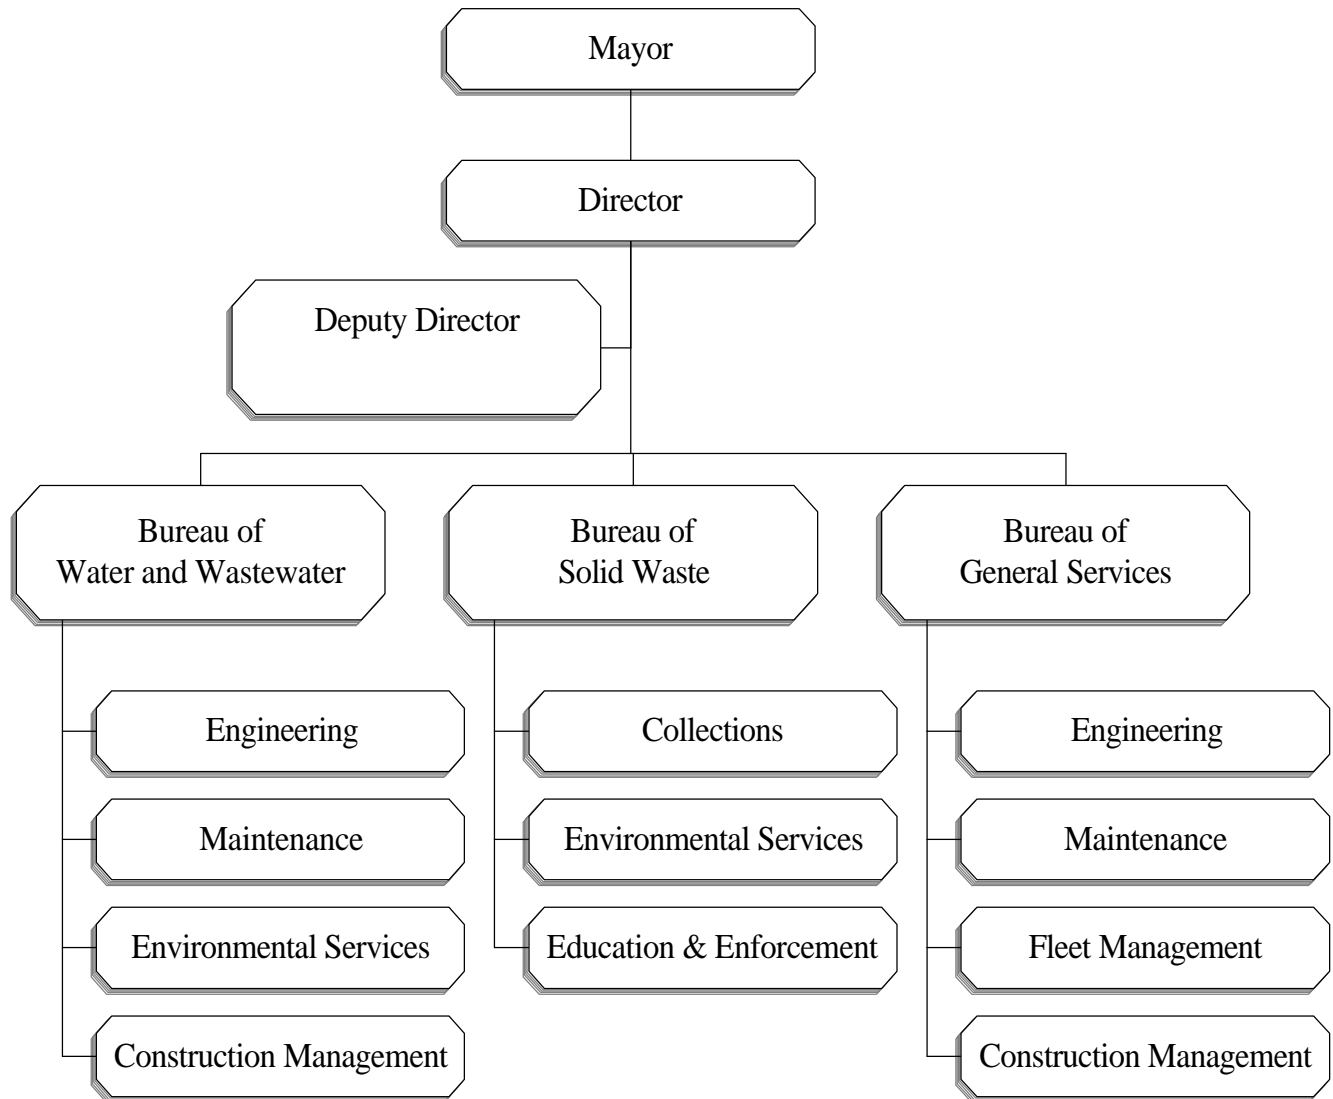 Mayor
Director
Deputy Director
Bureau of
Water and Wastewater
Engineering
Maintenance
Environmental Services
Construction Management
Bureau of
Solid Waste
Collections
Environmental Services
Education & Enforcement
Bureau of
General Services
Engineering
Maintenance
Fleet Management
Construction Management